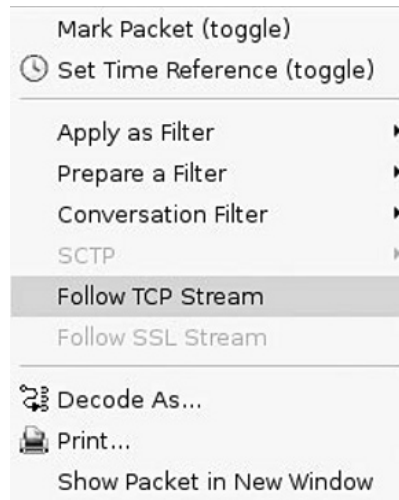 Mark Packet (toggle)
Set Time Reference (toggle)
Apply as Filter
Prepare a Filter
Conversation Filter
SCTP
Follow TCP Stream
Follow SSL Stream
Decode As...
Print...
Show Packet in New Window